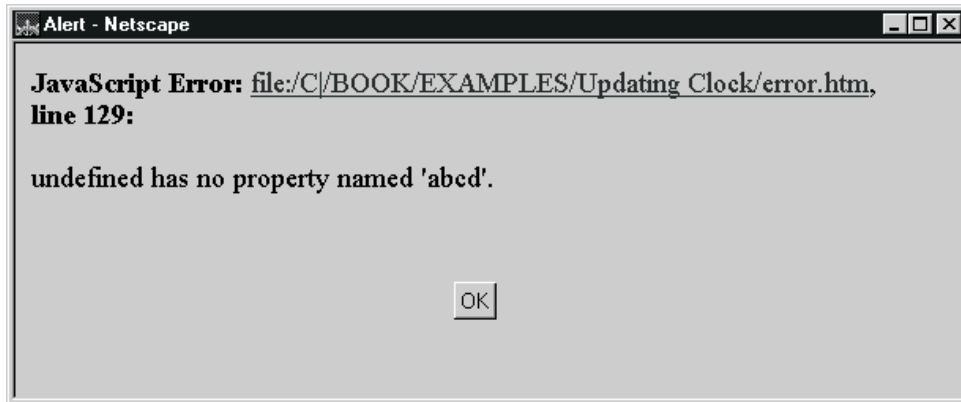 Alert - Netscape
JavaScript Error: file:/C|/BOOK/EXAMPLES/Updating Clock/error.htm,
line 129:
undefined has no property named 'abcd'.
OK